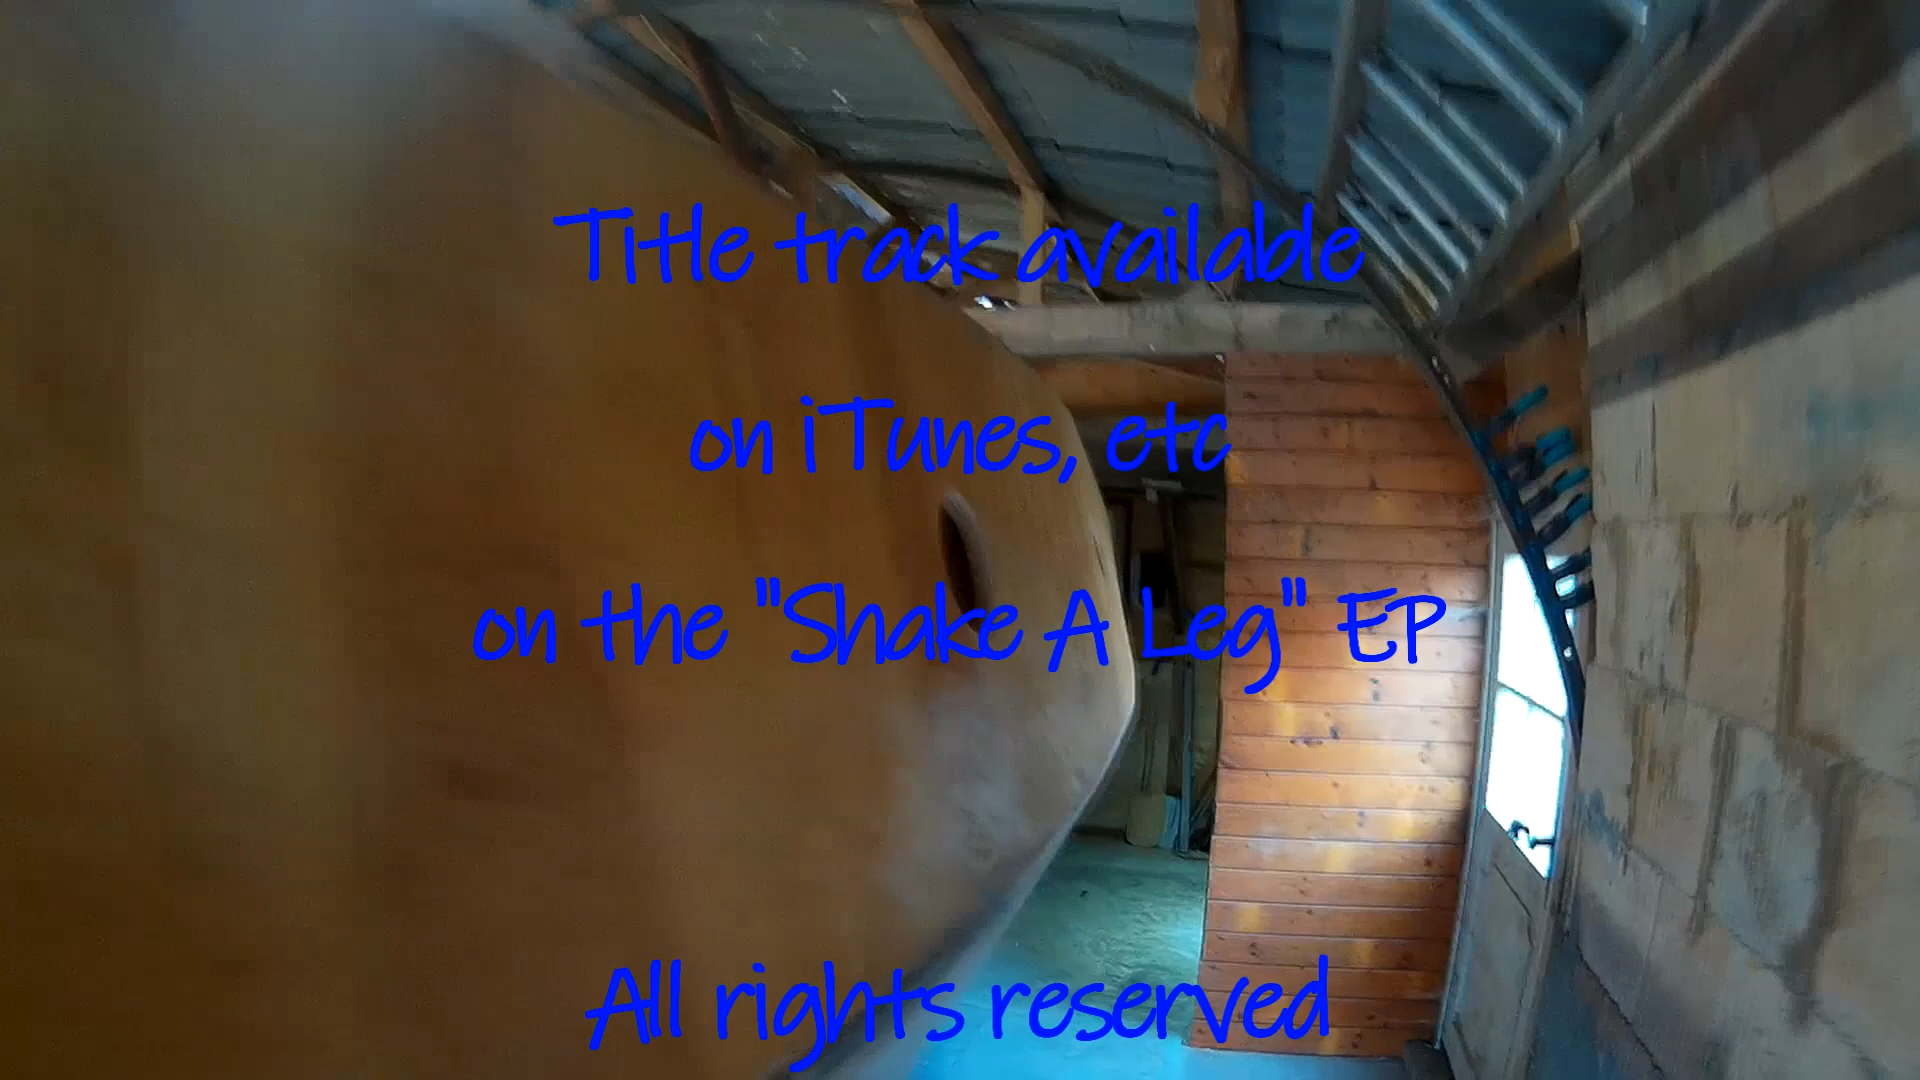 Title track available
on iTunes, etc
on the "Shake A Leg" EP
All rights reserved